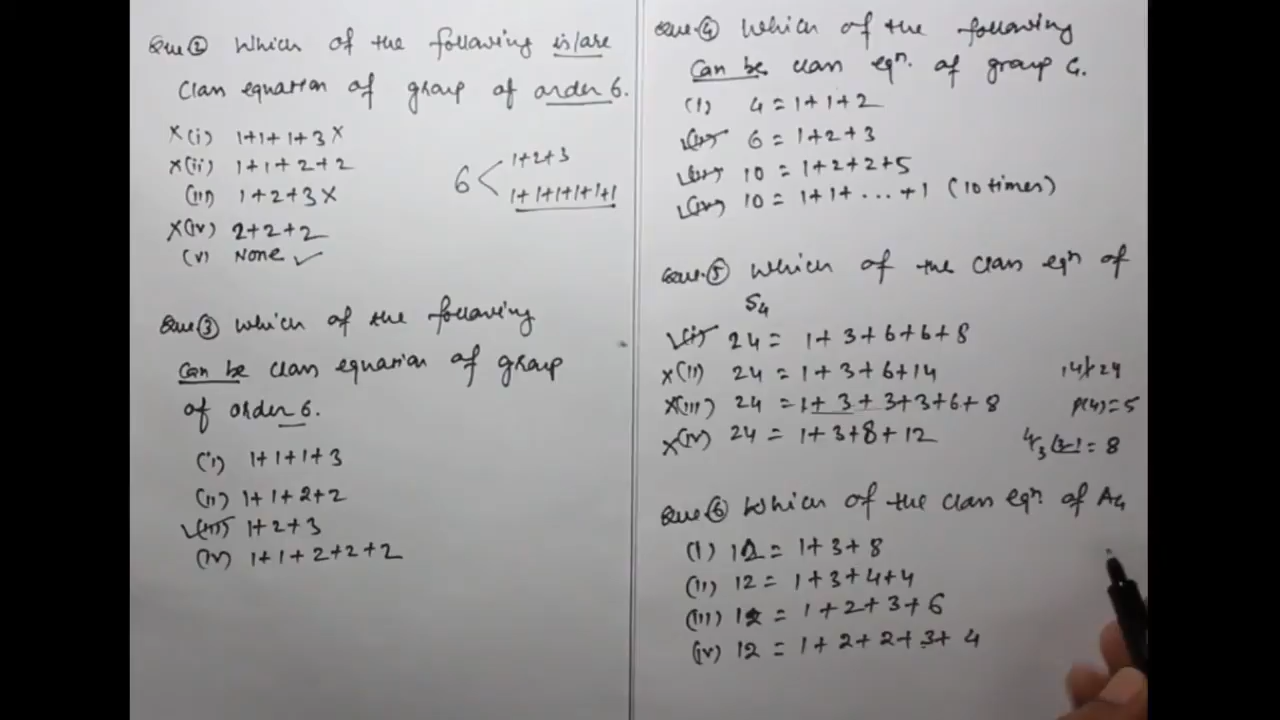 Que② Which of the following is/are
Class equation of group of order 6.
X(i) 1+1+1+3 X
X(ii) 1+1+2+2
(iii) 1+2+3 X
X(iv) 2+2+2
(v) None ✓
6 < 1+2+3
1+1+1+1+1+1
Que③ Which of the following
Can be class equation of group
of order 6.
(i) 1+1+1+3
(ii) 1+1+2+2
✓(iii) 1+2+3
(iv) 1+1+2+2+2
Que④ Which of the following
Can be class eqn. of group G.
(i) 4 = 1+1+2
✓(ii) 6 = 1+2+3
✓(iii) 10 = 1+2+2+5
✓(iv) 10 = 1+1+...+1 (10 times)
Que⑤ Which of the class eqn of
S4
✓(i) 24 = 1+3+6+6+8
X(ii) 24 = 1+3+6+14
14∤24
X(iii) 24 = 1+3+3+3+6+8
P(4)=5
X(iv) 24 = 1+3+8+12
= 8
Que⑥ Which of the class eqn. of A4
(i) 12 = 1+3+8
(ii) 12 = 1+3+4+4
(iii) 12 = 1+2+3+6
(iv) 12 = 1+2+2+3+4